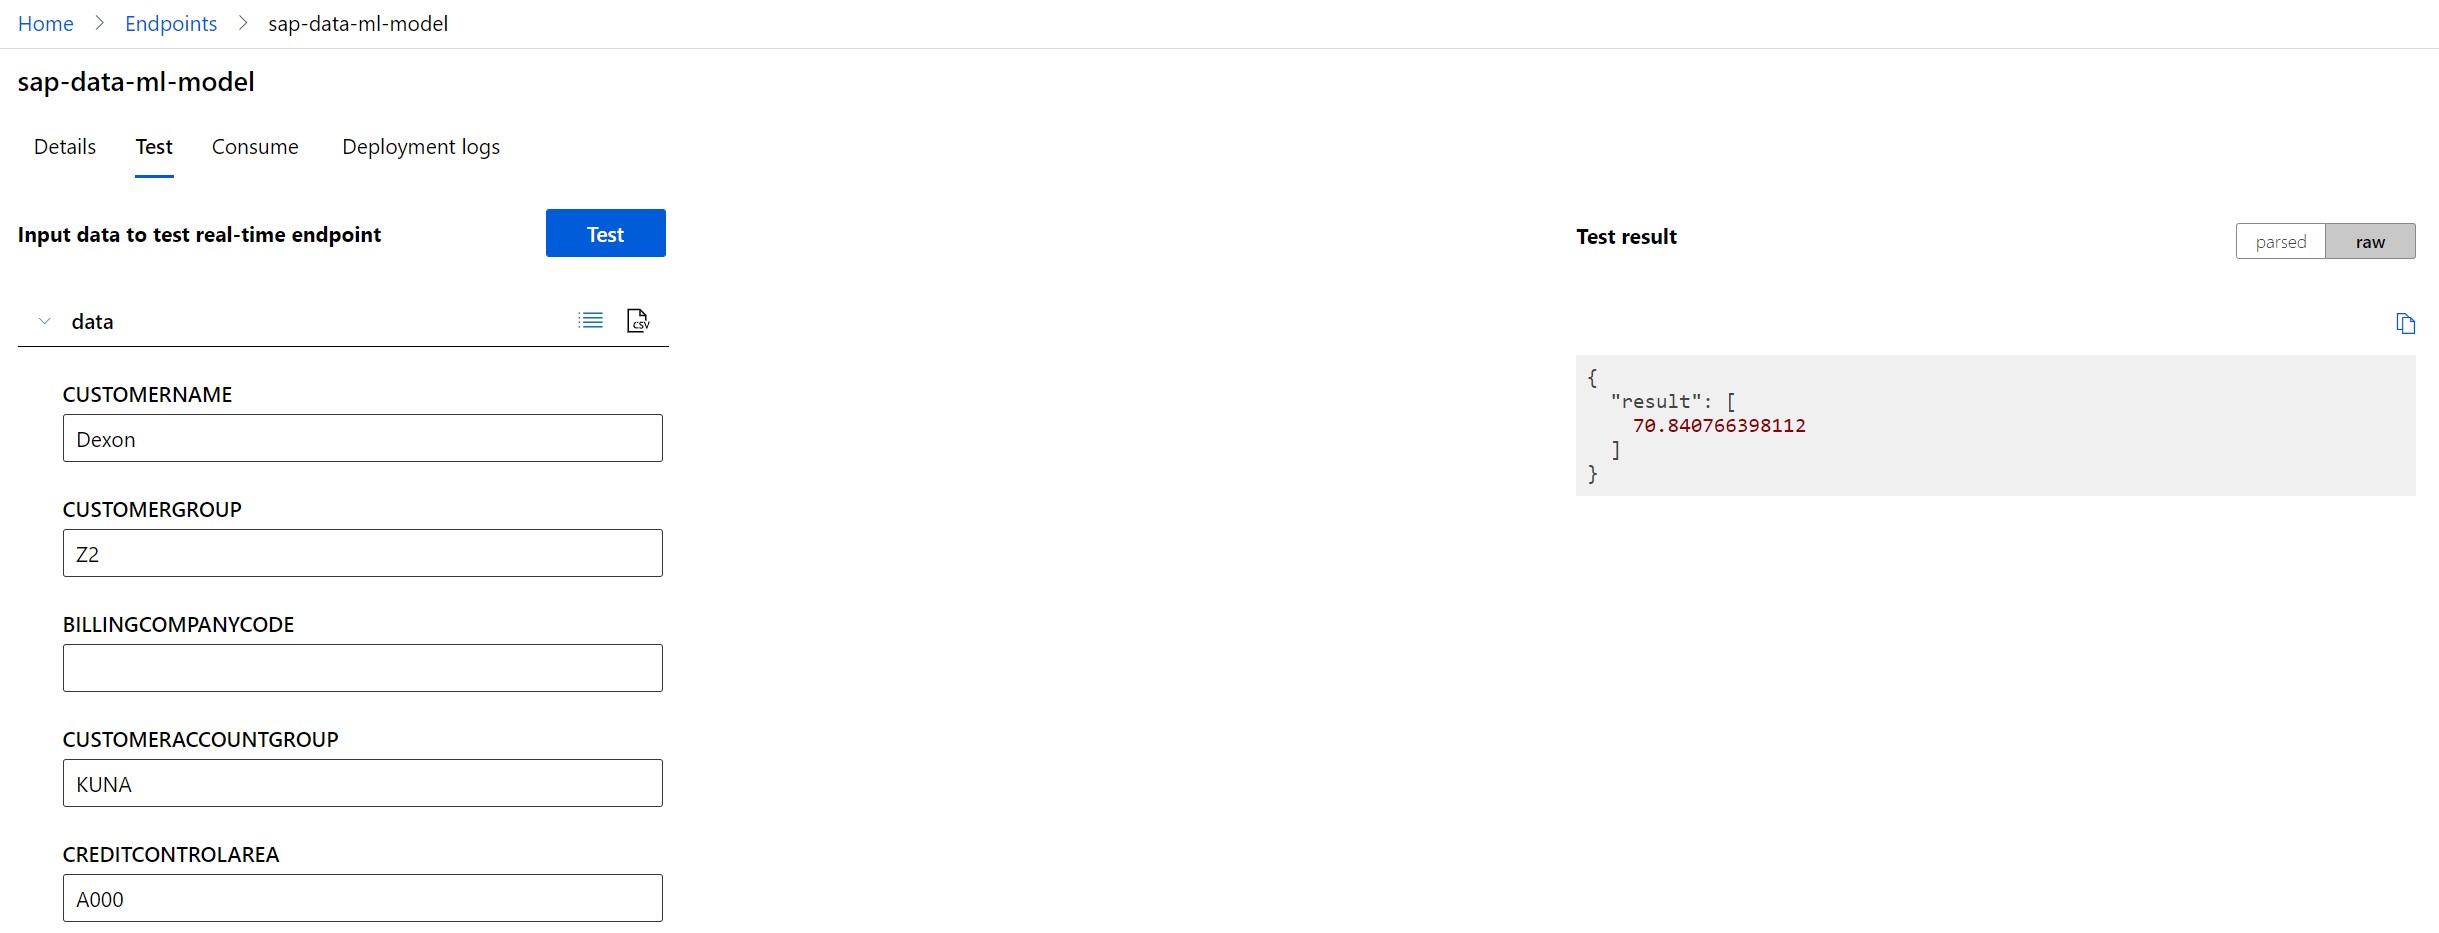 Home > Endpoints > sap-data-ml-model
sap-data-ml-model
Details Test Consume Deployment logs
Input data to test real-time endpoint Test
data CSV
CUSTOMERNAME
Dexon
CUSTOMERGROUP
Z2
BILLINGCOMPANYCODE
CUSTOMERACCOUNTGROUP
KUNA
CREDITCONTROLAREA
A000
Test result parsed raw
{
"result": [
70.840766398112
]
}